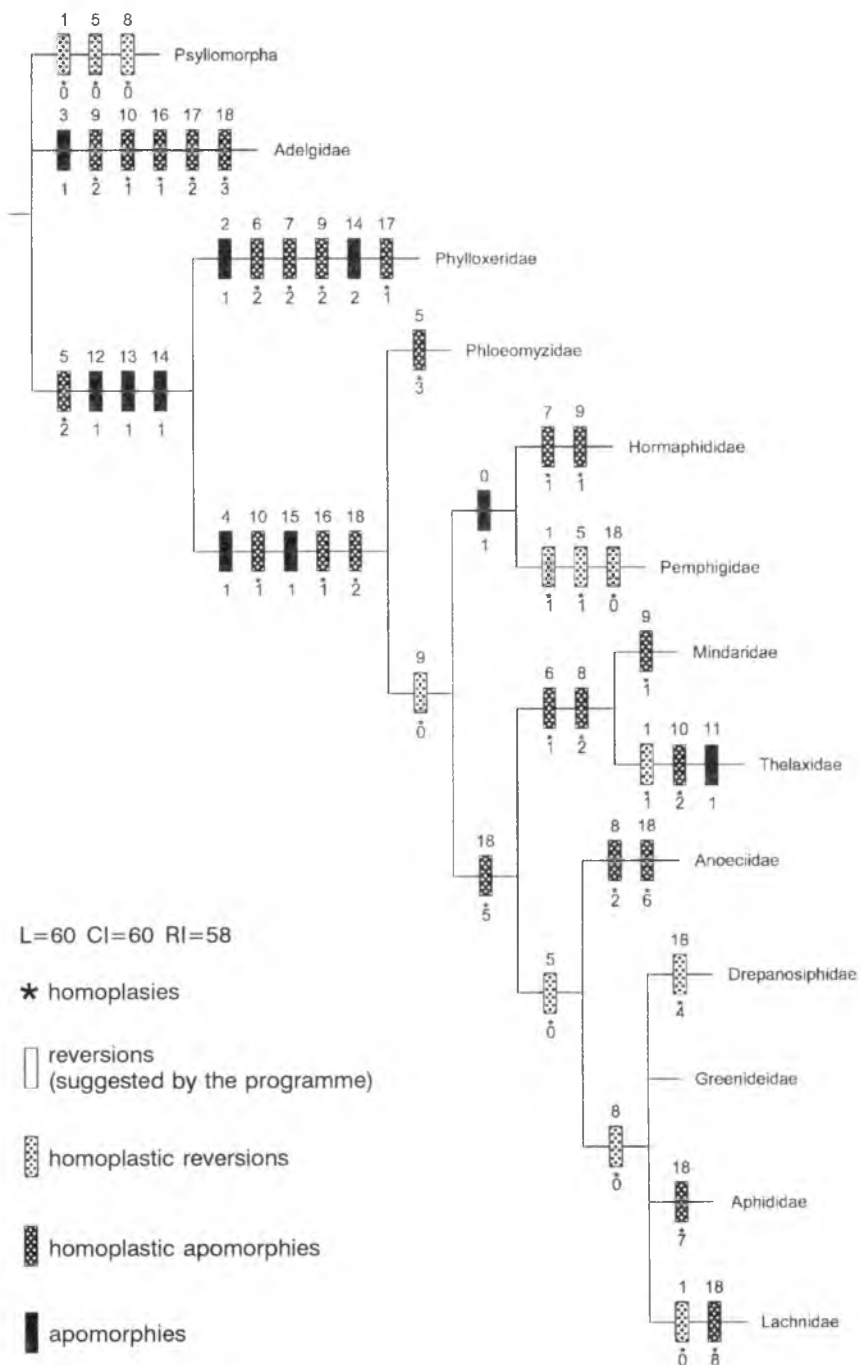 1 5 8
Psyllomorpha
* * *
0 0 0
3 9 10 16 17 18
Adelgidae
* * * * *
1 2 1 1 2 3
2 6 7 9 14 17
Phylloxeridae
* * * *
1 2 2 2 2 1
5
Phloeomyzidae
*
3
5 12 13 14
*
2 1 1 1
7 9
Hormaphididae
* *
1 1
0
1
4 10 15 16 18
* * *
1 1 1 1 2
1 5 18
Pemphigidae
* * *
1 1 0
9
Mindaridae
*
1
9
*
0
6 8
* *
1 2
1 10 11
Thelaxidae
* *
1 2 1
18
*
5
8 18
Anoeciidae
* *
2 6
L=60 CI=60 RI=58
★ homoplasies
reversions
(suggested by the programme)
homoplastic reversions
homoplastic apomorphies
apomorphies
5
*
0
18
Drepanosiphidae
*
4
Greenideidae
8
*
0
18
Aphididae
*
7
1 18
Lachnidae
* *
0 8